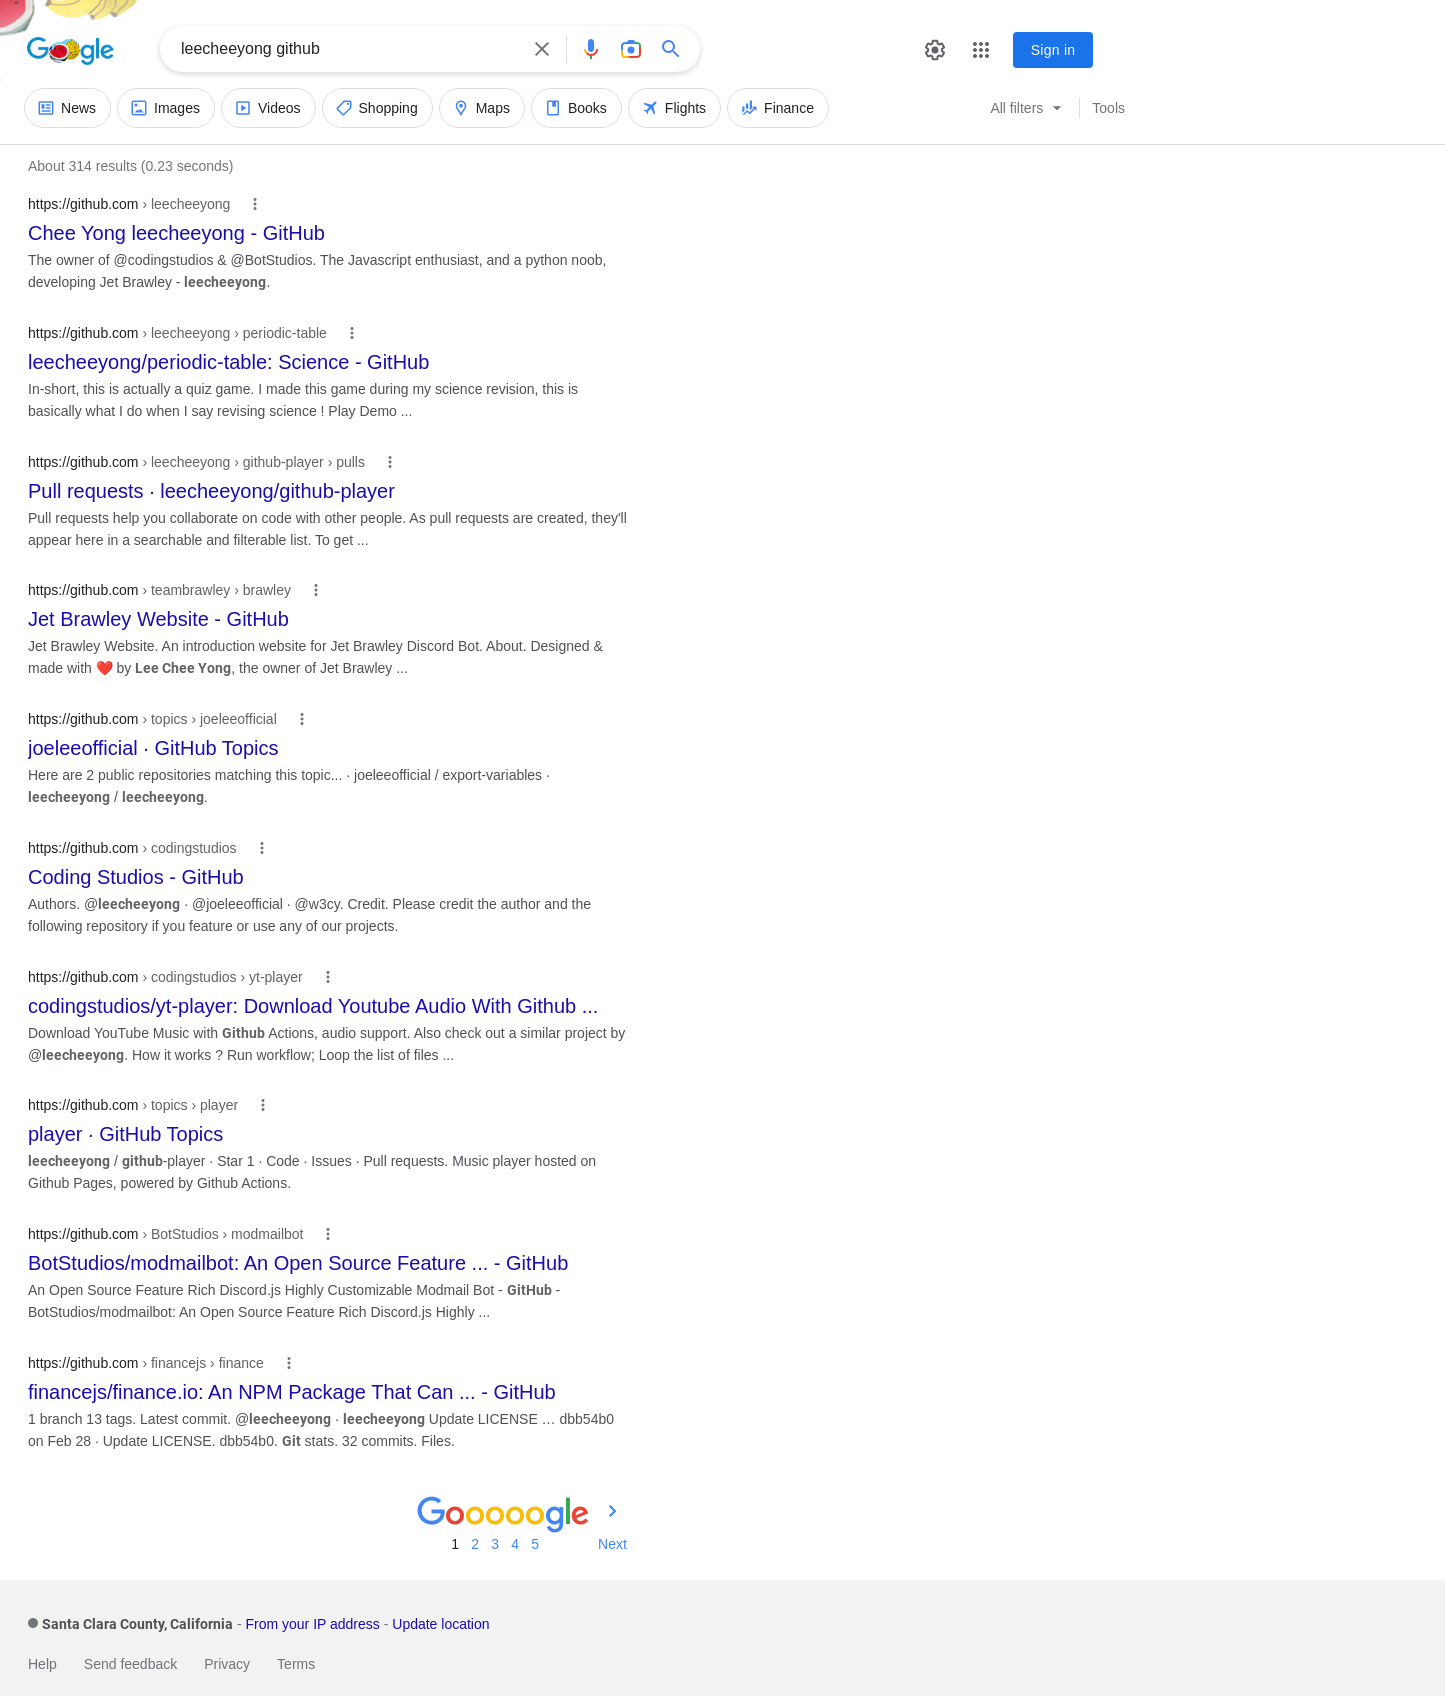 Google
leecheeyong github
Sign in
News Images Videos Shopping Maps Books Flights Finance All filters Tools
About 314 results (0.23 seconds)
https://github.com › leecheeyong
Chee Yong leecheeyong - GitHub
The owner of @codingstudios & @BotStudios. The Javascript enthusiast, and a python noob,
developing Jet Brawley - leecheeyong.
https://github.com › leecheeyong › periodic-table
leecheeyong/periodic-table: Science - GitHub
In-short, this is actually a quiz game. I made this game during my science revision, this is
basically what I do when I say revising science ! Play Demo ...
https://github.com › leecheeyong › github-player › pulls
Pull requests · leecheeyong/github-player
Pull requests help you collaborate on code with other people. As pull requests are created, they'll
appear here in a searchable and filterable list. To get ...
https://github.com › teambrawley › brawley
Jet Brawley Website - GitHub
Jet Brawley Website. An introduction website for Jet Brawley Discord Bot. About. Designed &
made with ❤️ by Lee Chee Yong, the owner of Jet Brawley ...
https://github.com › topics › joeleeofficial
joeleeofficial · GitHub Topics
Here are 2 public repositories matching this topic... · joeleeofficial / export-variables ·
leecheeyong / leecheeyong.
https://github.com › codingstudios
Coding Studios - GitHub
Authors. @leecheeyong · @joeleeofficial · @w3cy. Credit. Please credit the author and the
following repository if you feature or use any of our projects.
https://github.com › codingstudios › yt-player
codingstudios/yt-player: Download Youtube Audio With Github ...
Download YouTube Music with Github Actions, audio support. Also check out a similar project by
@leecheeyong. How it works ? Run workflow; Loop the list of files ...
https://github.com › topics › player
player · GitHub Topics
leecheeyong / github-player · Star 1 · Code · Issues · Pull requests. Music player hosted on
Github Pages, powered by Github Actions.
https://github.com › BotStudios › modmailbot
BotStudios/modmailbot: An Open Source Feature ... - GitHub
An Open Source Feature Rich Discord.js Highly Customizable Modmail Bot - GitHub -
BotStudios/modmailbot: An Open Source Feature Rich Discord.js Highly ...
https://github.com › financejs › finance
financejs/finance.io: An NPM Package That Can ... - GitHub
1 branch 13 tags. Latest commit. @leecheeyong · leecheeyong Update LICENSE … dbb54b0
on Feb 28 · Update LICENSE. dbb54b0. Git stats. 32 commits. Files.
Gooooogle
1 2 3 4 5 Next
Santa Clara County, California - From your IP address - Update location
Help Send feedback Privacy Terms